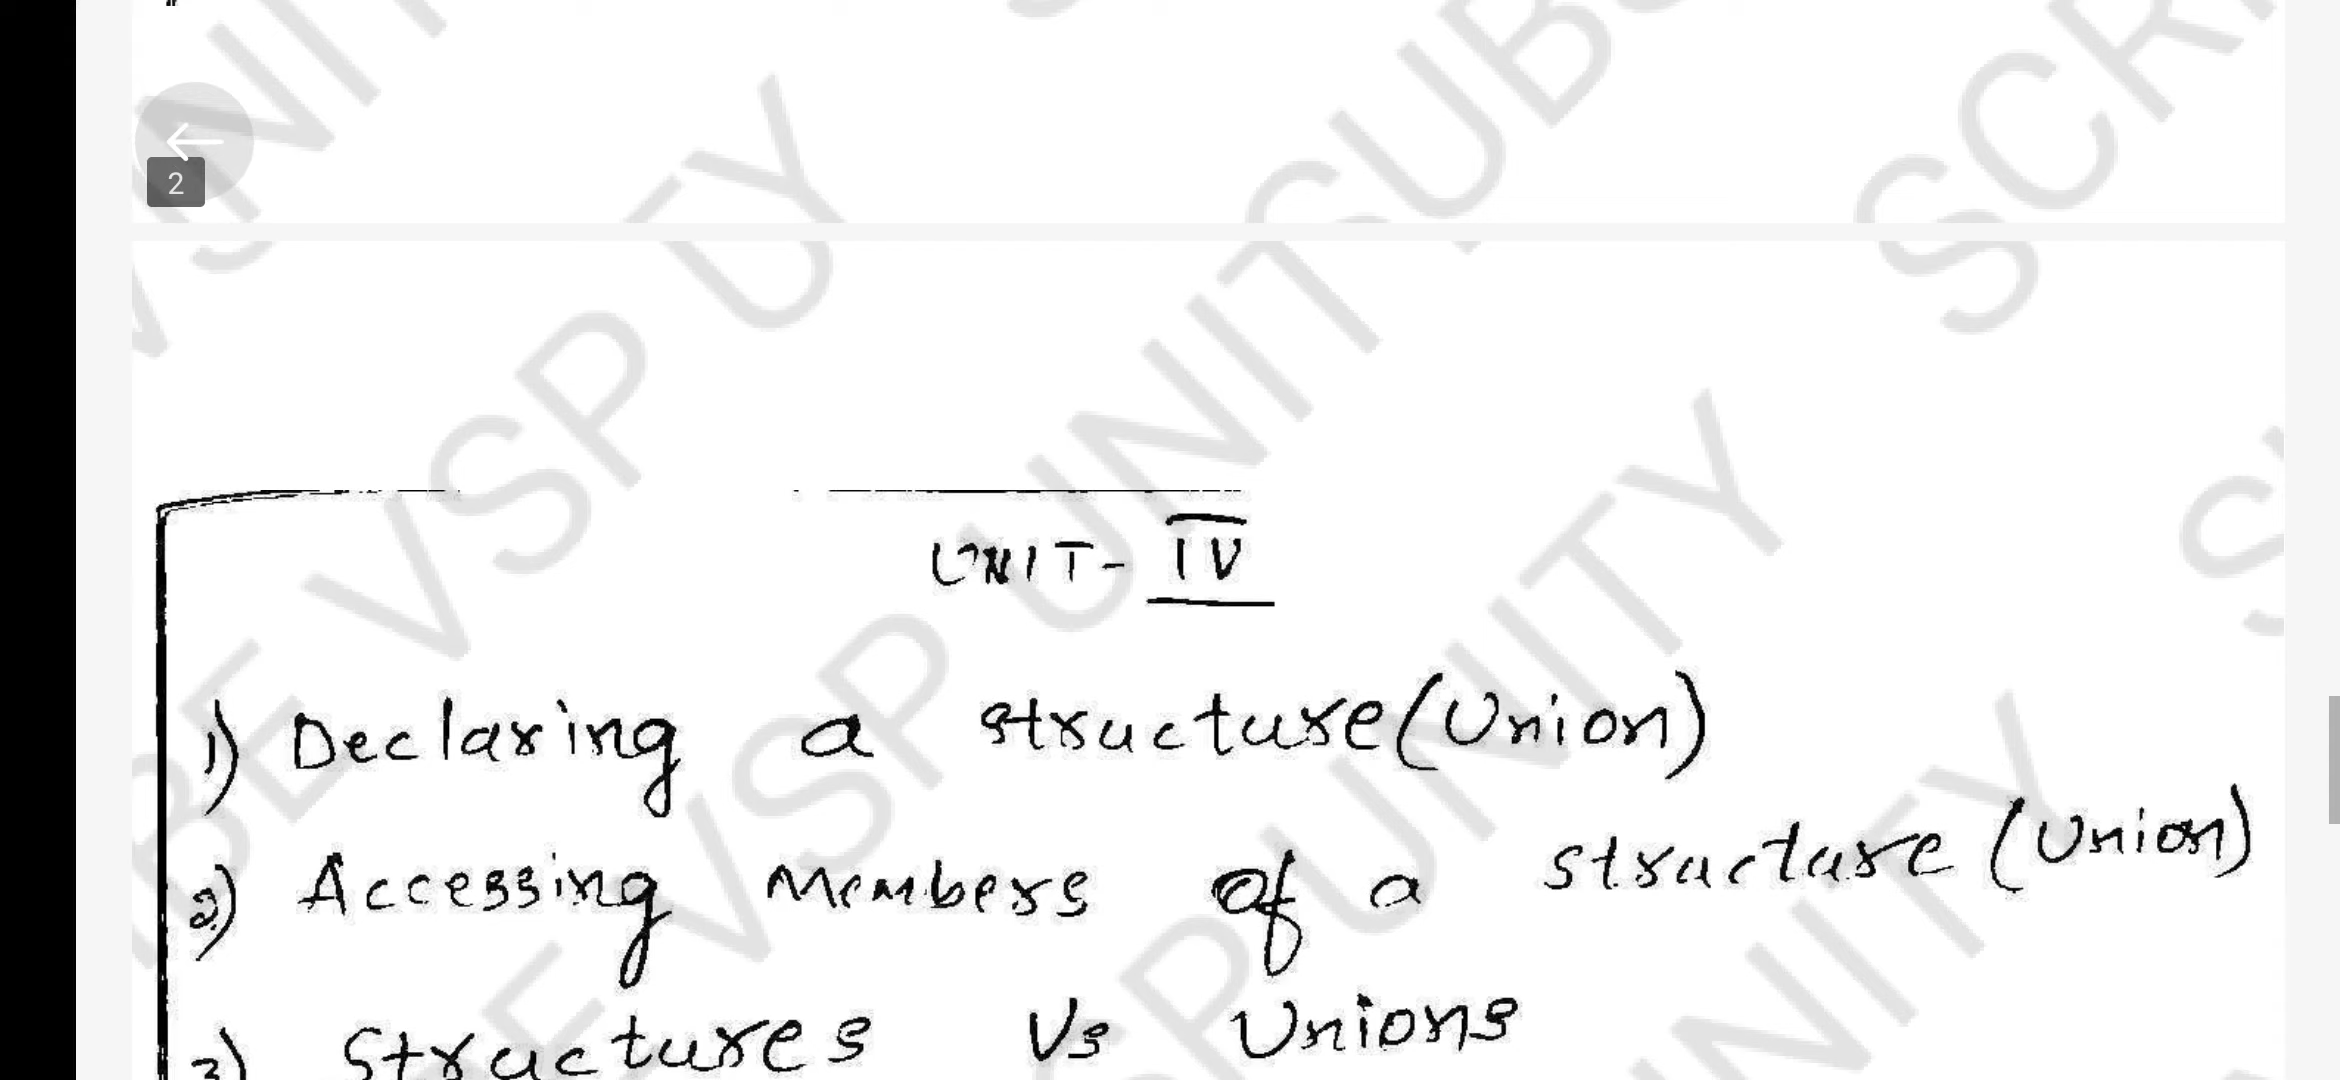 2
UNIT- IV
1) Declaring a structure(Union)
2) Accessing Members of a structure (Union)
3) Structures Vs Unions